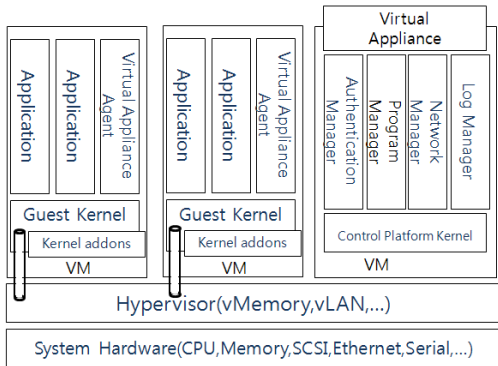 Application
Application
Virtual Appliance
Agent
Guest Kernel
Kernel addons
VM
Application
Application
Virtual Appliance
Agent
Guest Kernel
Kernel addons
VM
Virtual
Appliance
Authentication
Manager
Program
Manager
Network
Manager
Log Manager
Control Platform Kernel
VM
Hypervisor(vMemory,vLAN,...)
System Hardware(CPU,Memory,SCSI,Ethernet,Serial,...)